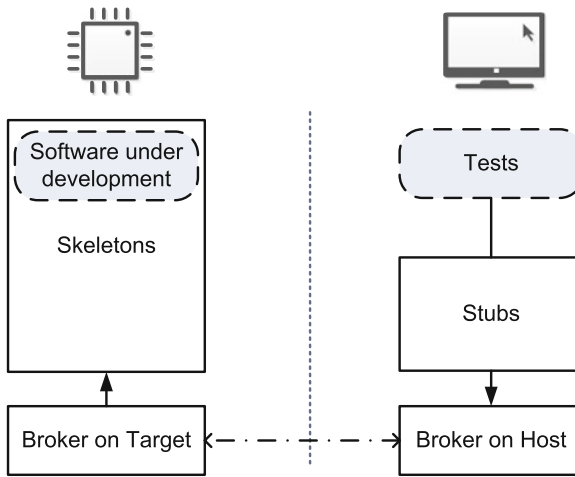 Software under
development
Skeletons
Broker on Target
Tests
Stubs
Broker on Host